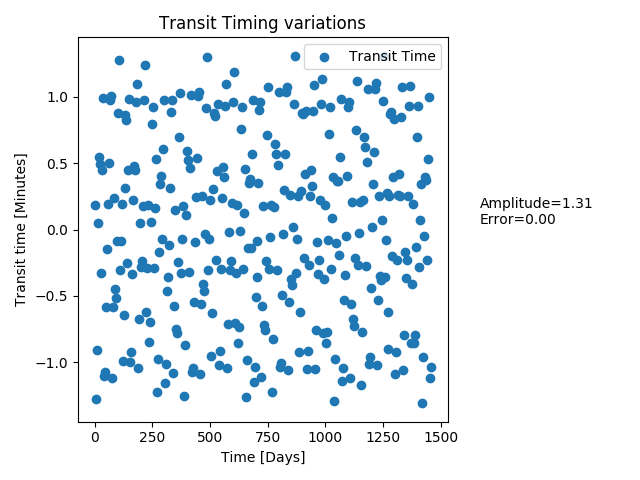 Transit Timing variations
Transit Time
Transit time [Minutes]
1.0
0.5
0.0
−0.5
−1.0
0
250
500
750
1000
1250
1500
Time [Days]
Amplitude=1.31
Error=0.00